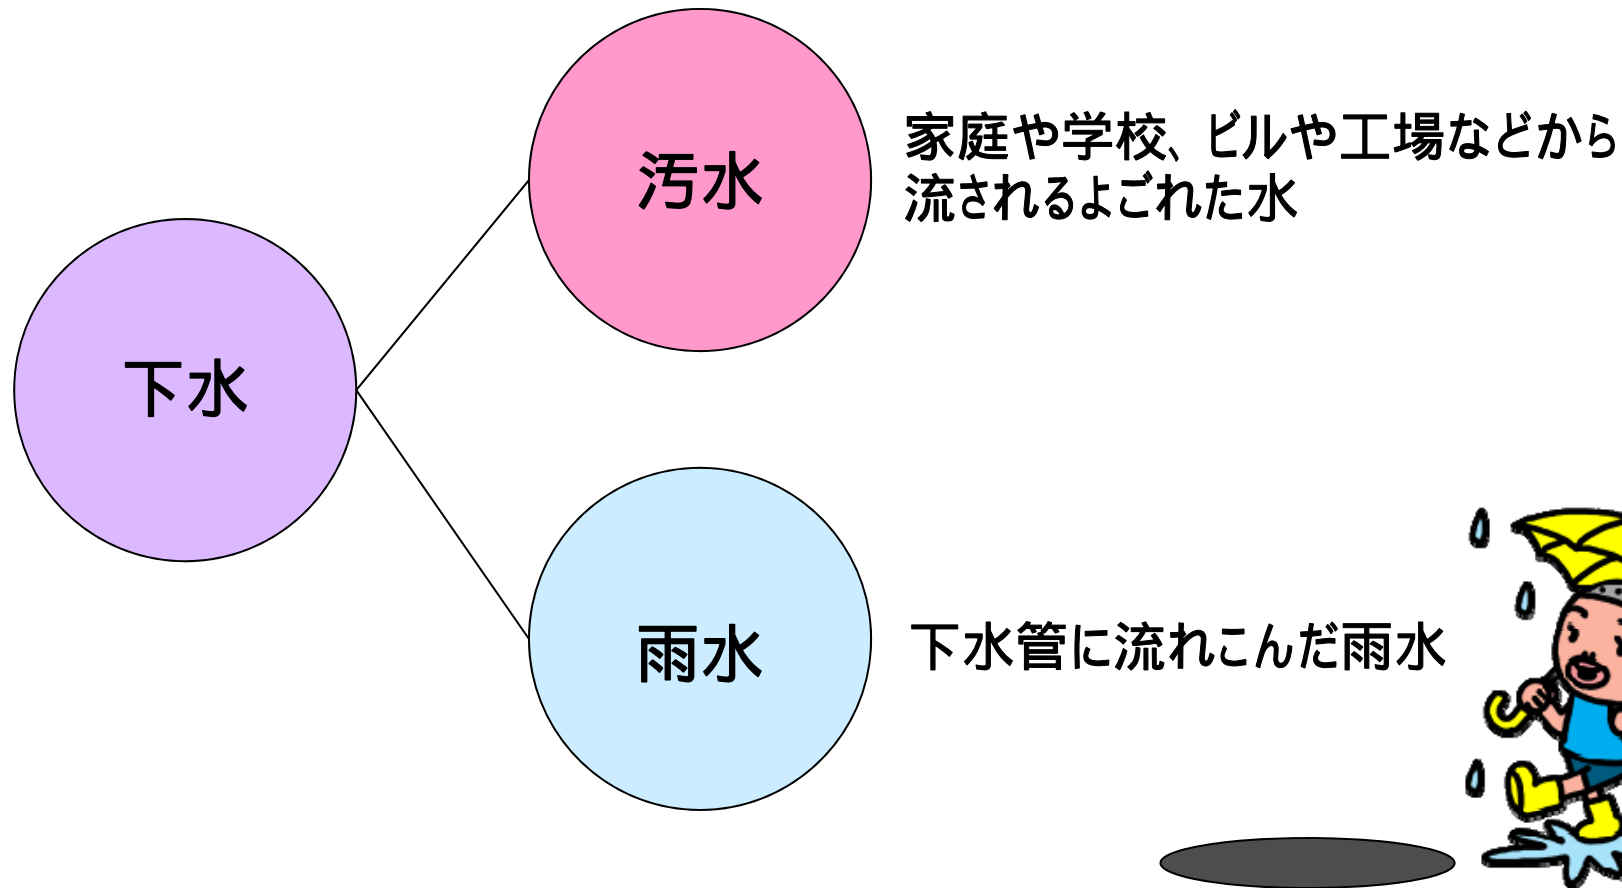 汚水
家庭や学校、ビルや工場などから
流されるよごれた水
下水
雨水
下水管に流れこんだ雨水